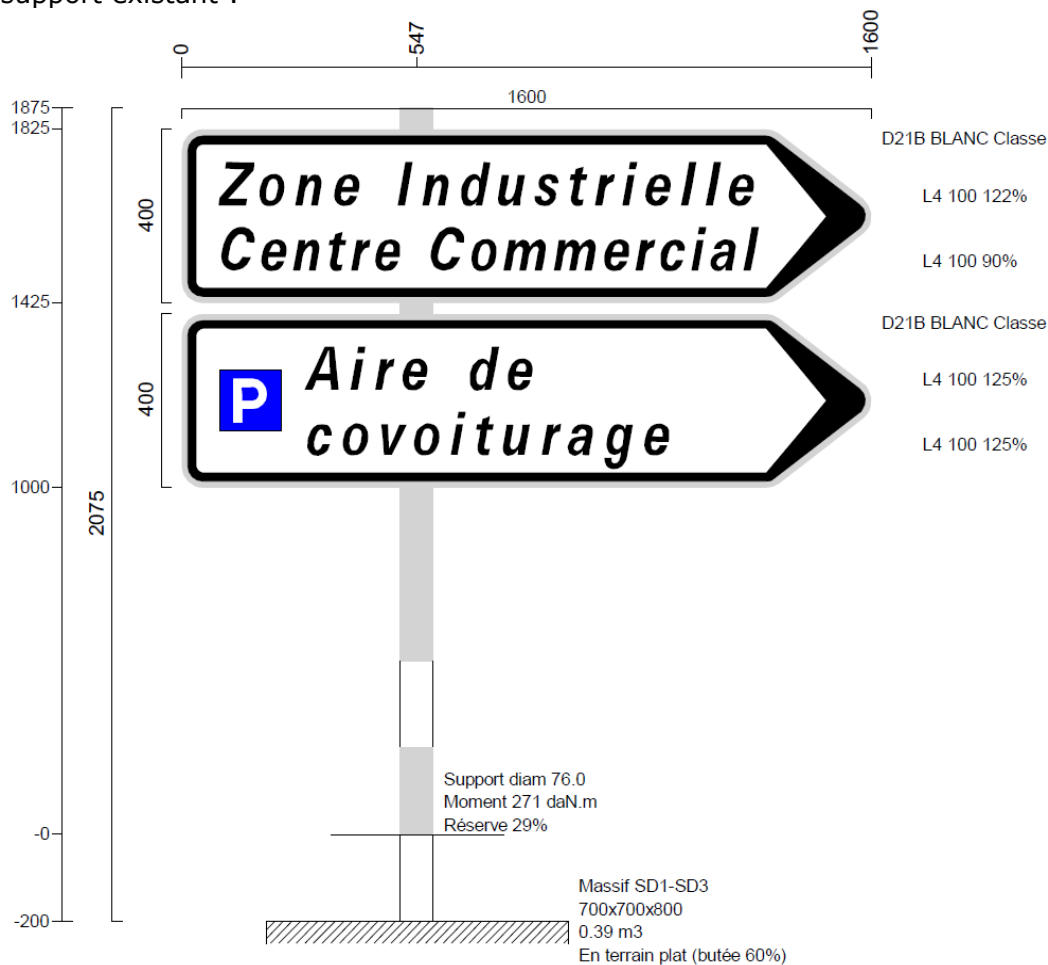 support existant :
0
547
1600
1600
1875
1825
400
1425
400
1000
2075
-0
-200
D21B BLANC Classe
Zone Industrielle
L4 100 122%
Centre Commercial
L4 100 90%
D21B BLANC Classe
P
Aire de
L4 100 125%
covoiturage
L4 100 125%
Support diam 76.0
Moment 271 daN.m
Réserve 29%
Massif SD1-SD3
700x700x800
0.39 m3
En terrain plat (butée 60%)